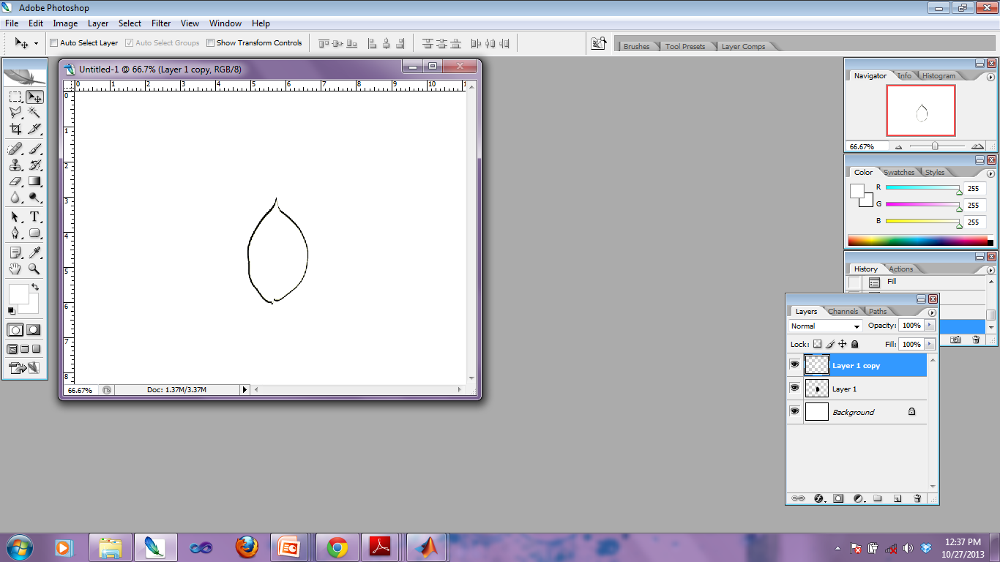 Adobe Photoshop
File Edit Image Layer Select Filter View Window Help
Auto Select Layer Auto Select Groups Show Transform Controls Brushes Tool Presets Layer Comps
Untitled-1 @ 66.7% (Layer 1 copy, RGB/8)
0 1 2 3 4 5 6 7 8 9 10
0
1
2
3
4
5
6
7
8
66.67% Doc: 1.37M/3.37M
T
Navigator Info Histogram
66.67%
Color Swatches Styles
R 255
G 255
B 255
History Actions
Fill
Layers Channels Paths
Normal Opacity: 100%
Lock: Fill: 100%
Layer 1 copy
Layer 1
Background
12:37 PM
10/27/2013